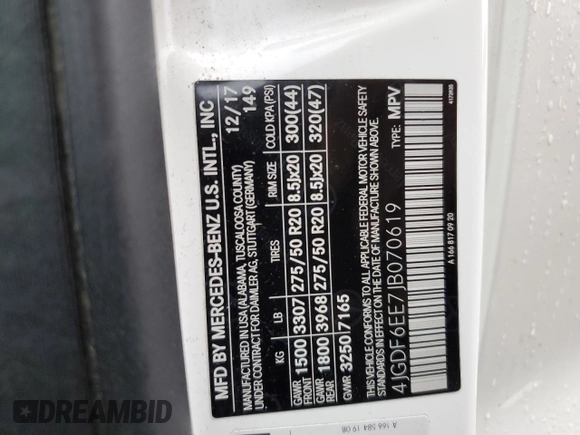 MFD BY MERCEDES-BENZ U.S. INTL., INC
MANUFACTURED IN USA (ALABAMA, TUSCALOOSA COUNTY) 12/17
UNDER CONTRACT FOR DAIMLER AG, STUTTGART (GERMANY) 149
KG LB TIRES RIM SIZE COLD KPA(PSI)
GAWR FRONT 1500 3307 275/50 R20 8.5Jx20 300(44)
GAWR REAR 1800 3968 275/50 R20 8.5Jx20 320(47)
GVWR 3250 7165
THIS VEHICLE CONFORMS TO ALL APPLICABLE FEDERAL MOTOR VEHICLE SAFETY
STANDARDS IN EFFECT ON THE DATE OF MANUFACTURE SHOWN ABOVE.
4JGDF6EE7JB070619 TYPE: MPV
A 166 817 09 20
A 166 584 19 08
DREAMBID